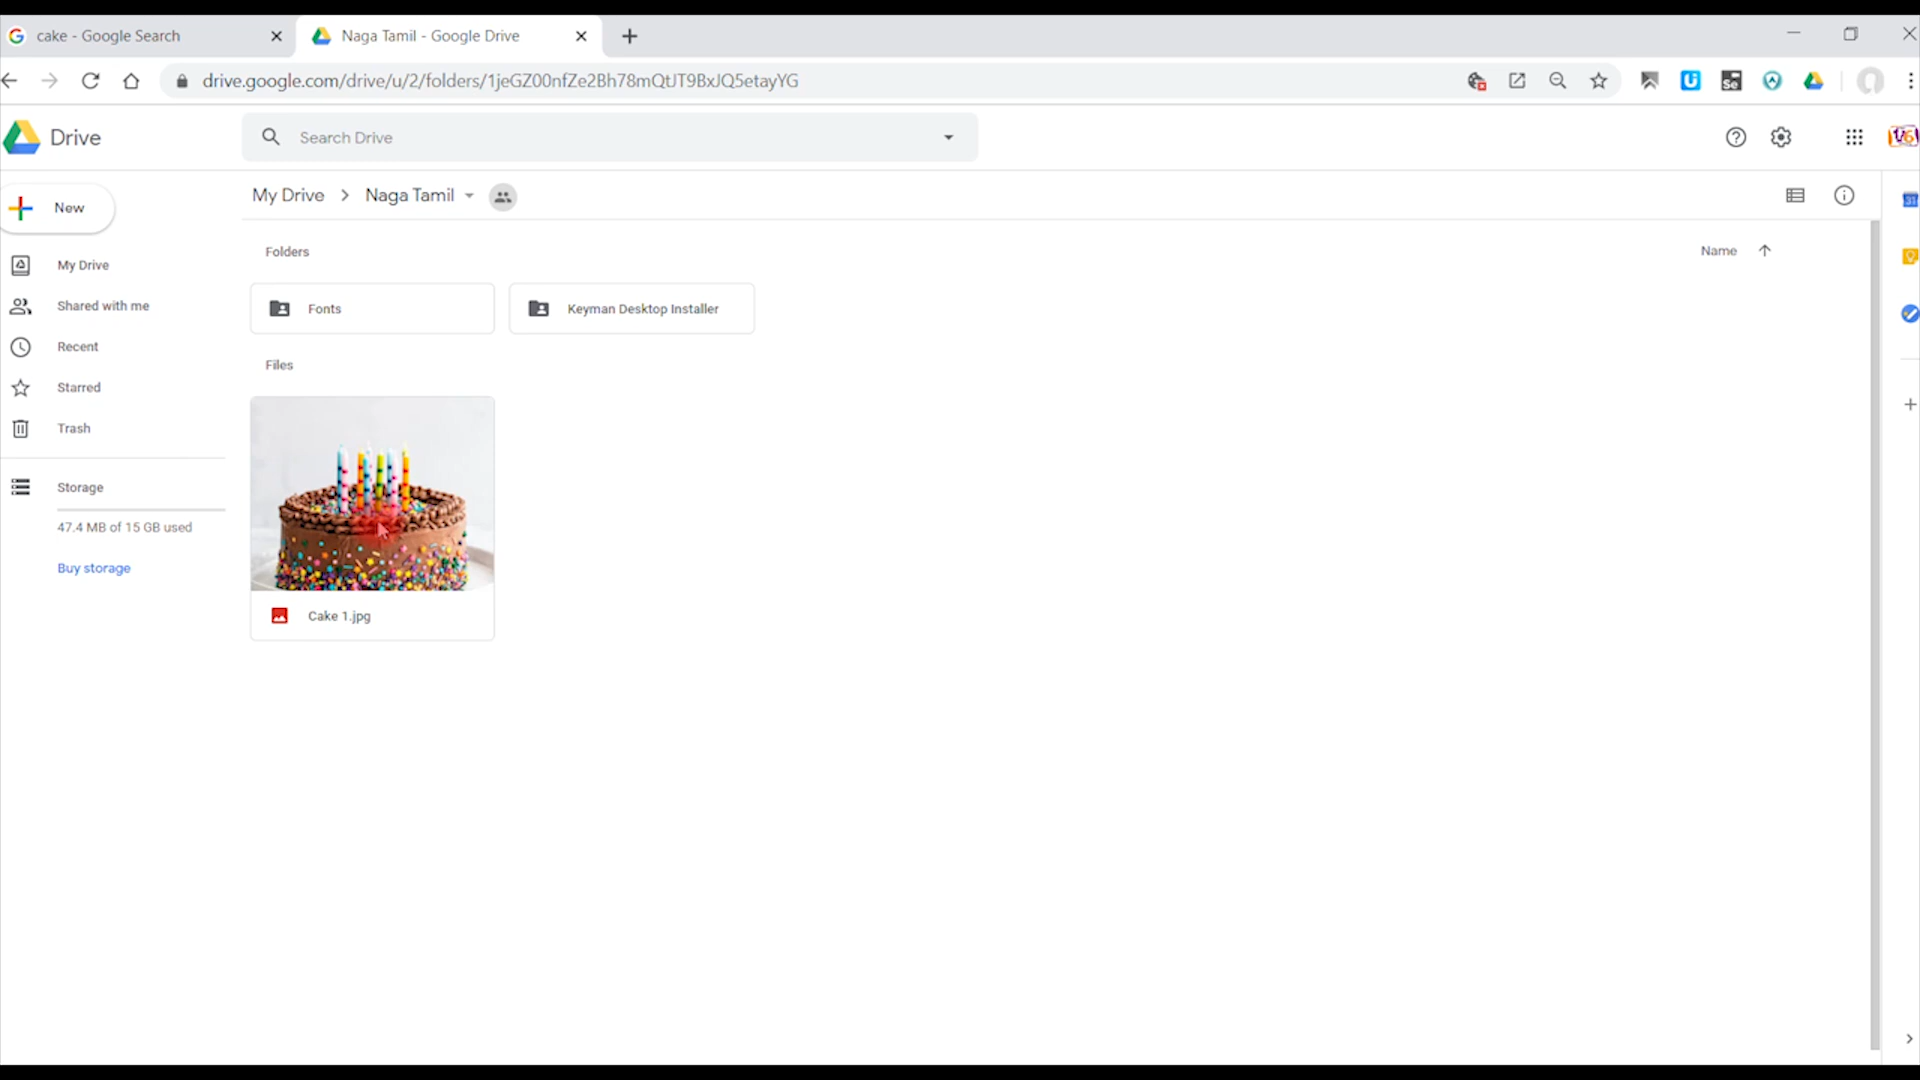 cake - Google Search
Naga Tamil - Google Drive
drive.google.com/drive/u/2/folders/1jeGZ00nfZe2Bh78mQtJT9BxJQ5etayYG
Drive
Search Drive
New
My Drive > Naga Tamil
My Drive
Shared with me
Recent
Starred
Trash
Storage
47.4 MB of 15 GB used
Buy storage
Folders
Name
Fonts
Keyman Desktop Installer
Files
Cake 1.jpg